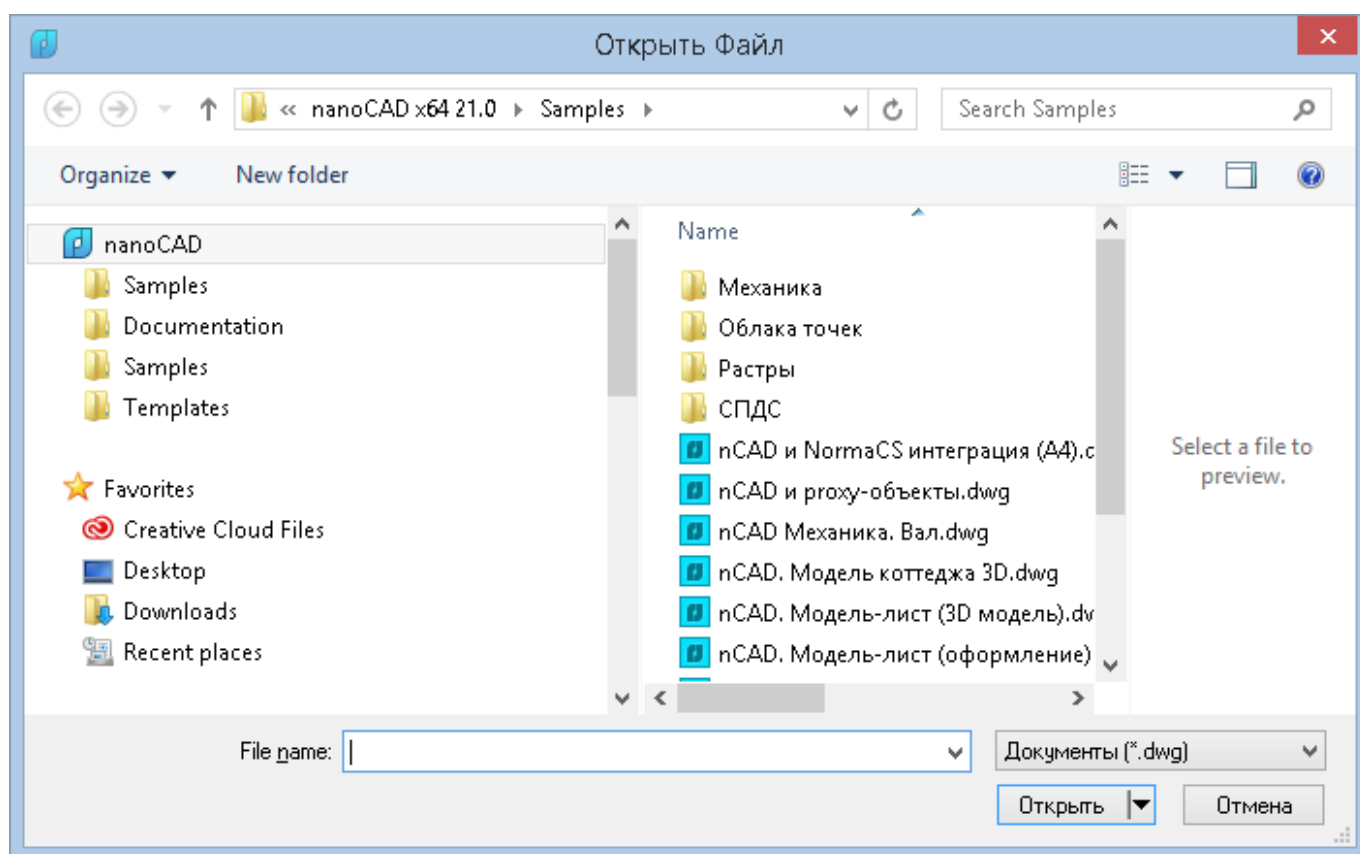 Открыть Файл
« nanoCAD x64 21.0 Samples
Search Samples
Organize
New folder
nanoCAD
Samples
Documentation
Samples
Templates
Favorites
Creative Cloud Files
Desktop
Downloads
Recent places
Name
Механика
Облака точек
Растры
СПДС
nCAD и NormaCS интеграция (А4).c
nCAD и proxy-объекты.dwg
nCAD Механика. Вал.dwg
nCAD. Модель коттеджа 3D.dwg
nCAD. Модель-лист (3D модель).dw
nCAD. Модель-лист (оформление)
Select a file to
preview.
File name:
Документы (*.dwg)
Открыть
Отмена